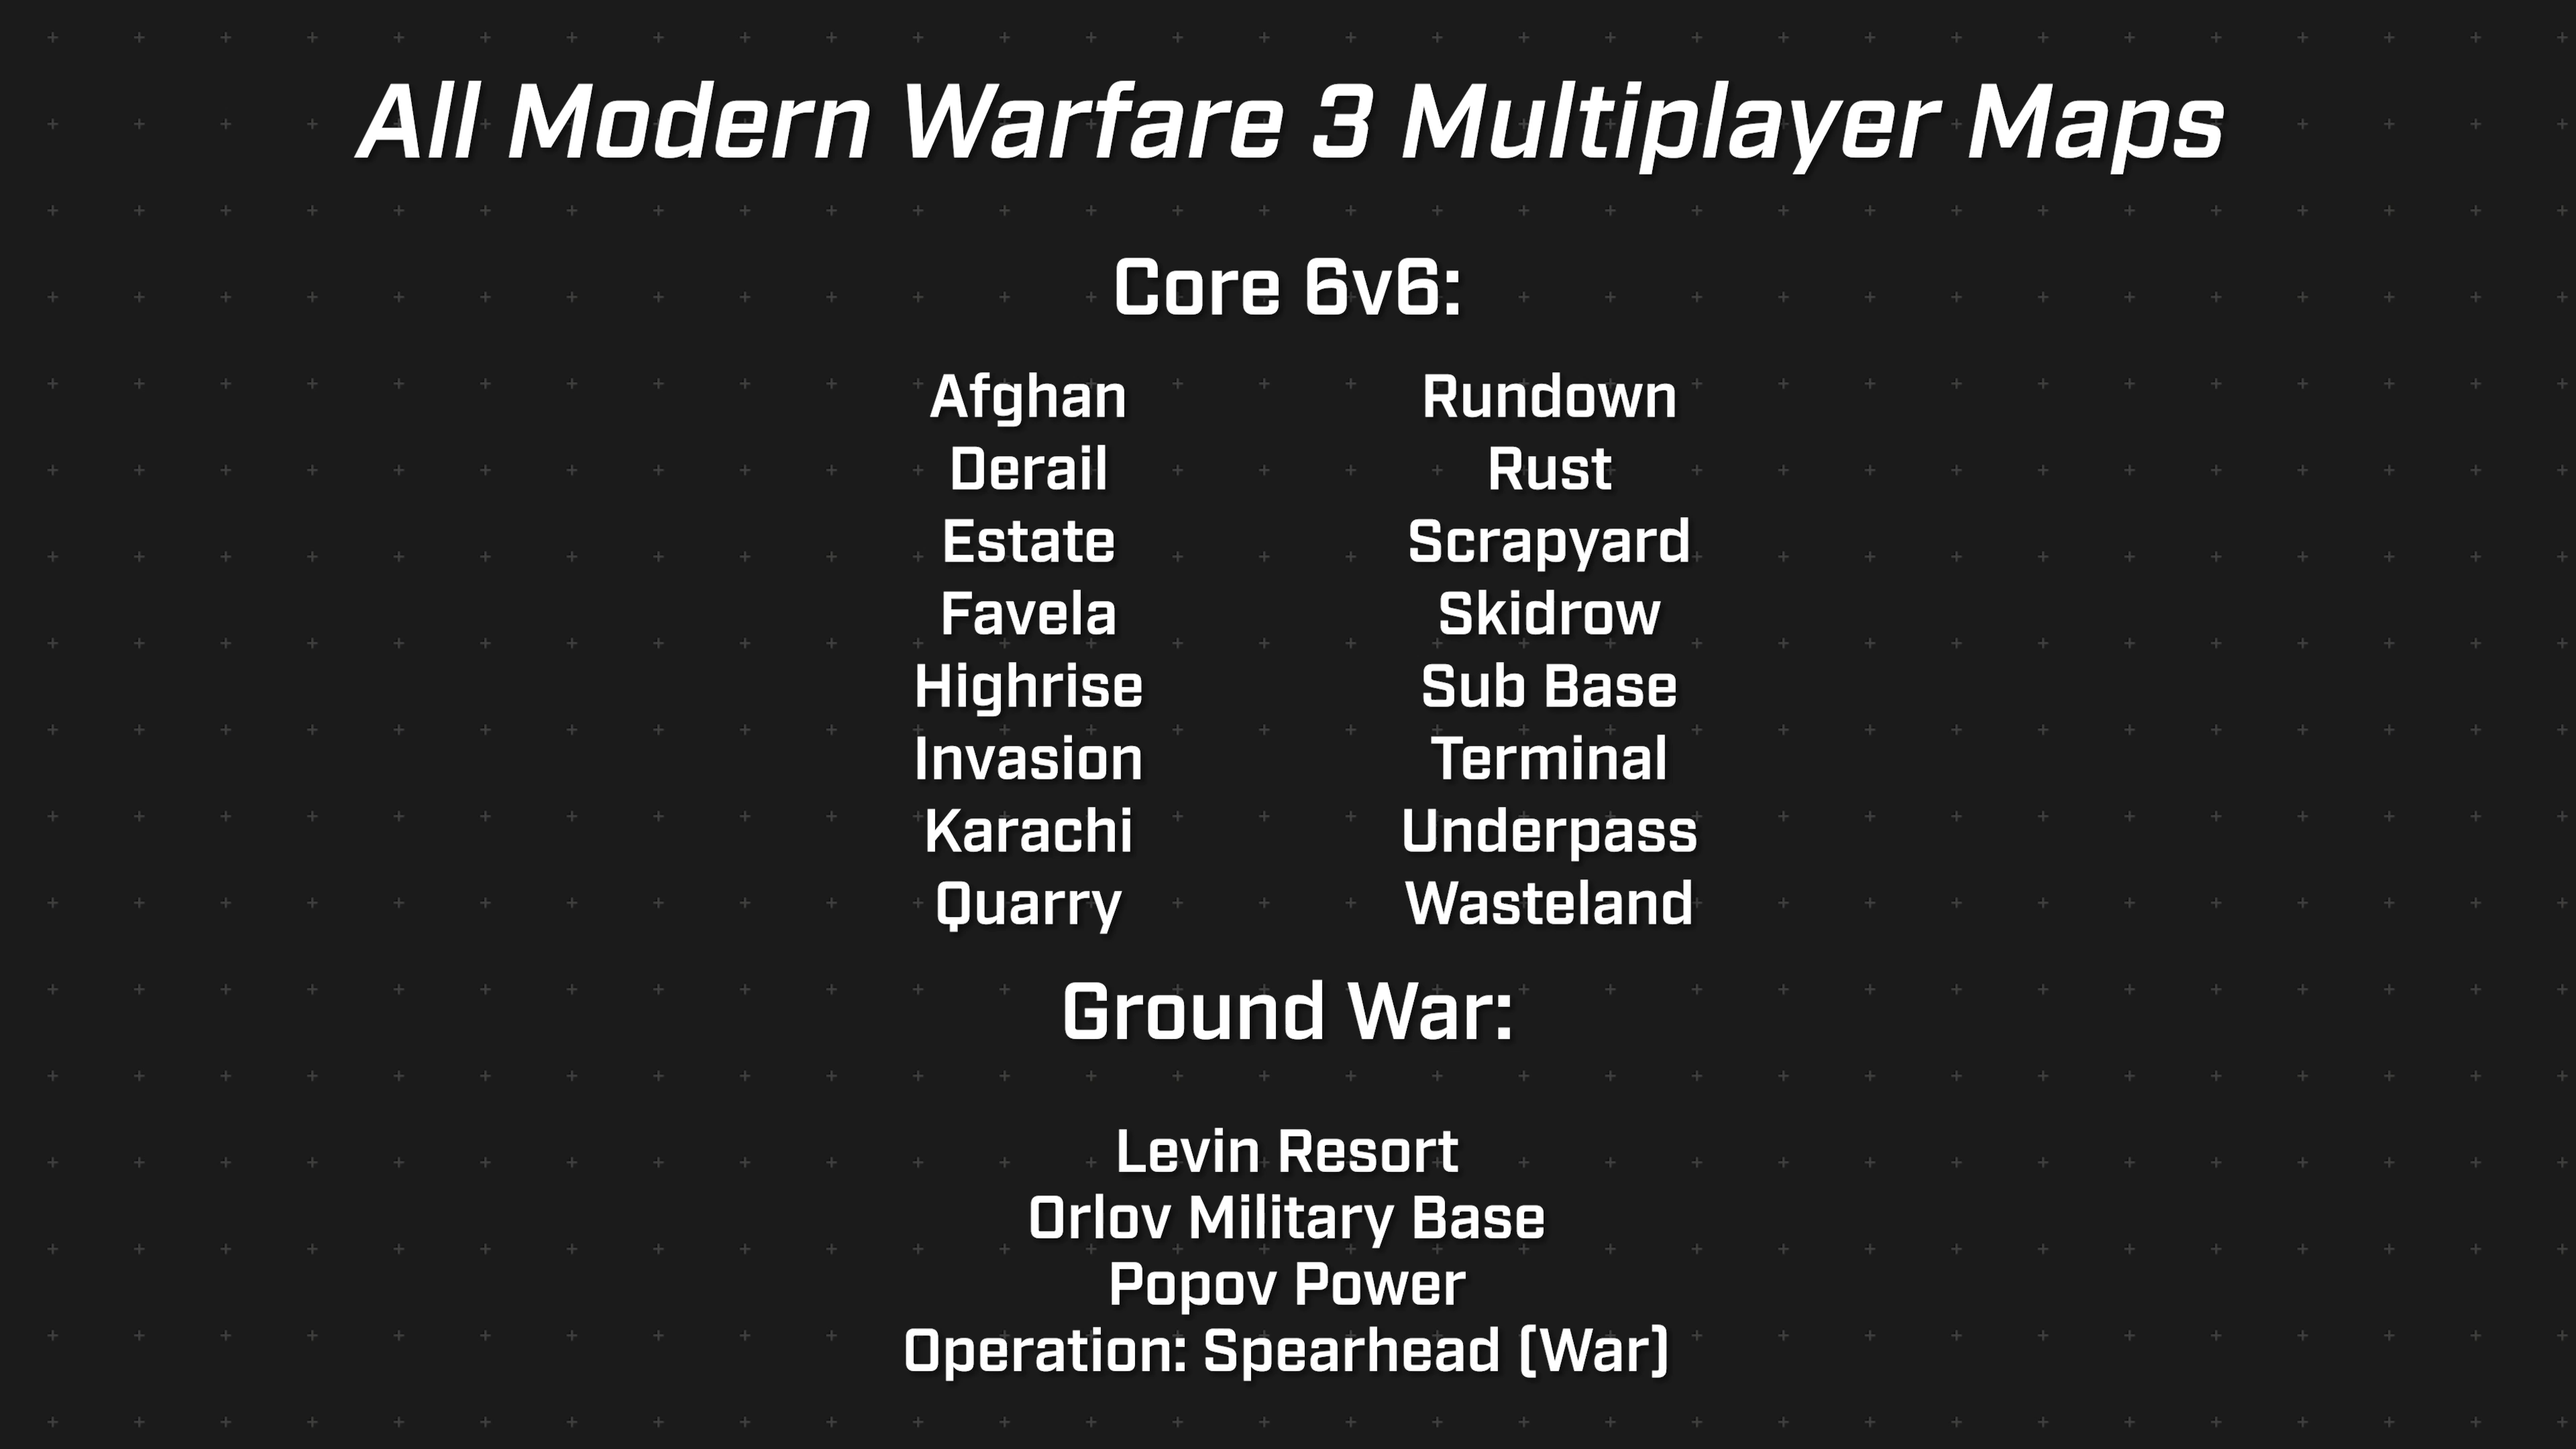 All Modern Warfare 3 Multiplayer Maps
Core 6v6:
Afghan
Derail
Estate
Favela
Highrise
Invasion
Karachi
Quarry
Rundown
Rust
Scrapyard
Skidrow
Sub Base
Terminal
Underpass
Wasteland
Ground War:
Levin Resort
Orlov Military Base
Popov Power
Operation: Spearhead (War)